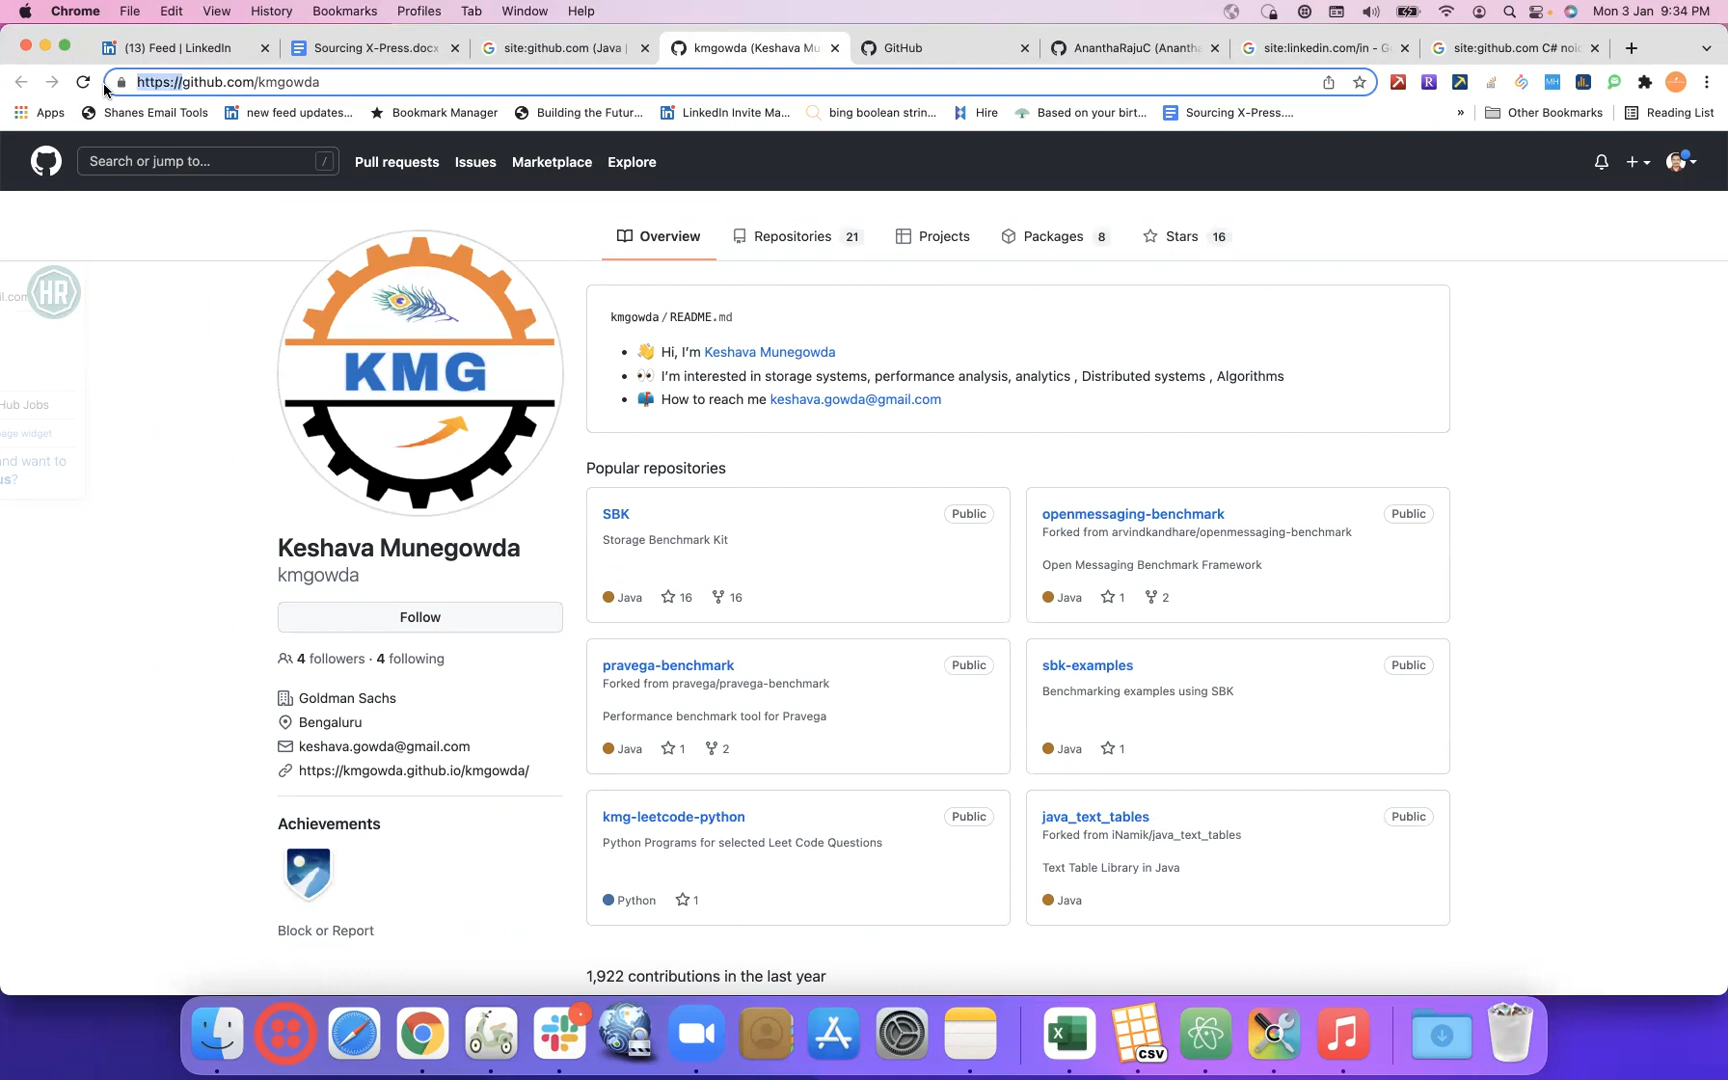 Chrome File Edit View History Bookmarks Profiles Tab Window Help Mon 3 Jan 9:34 PM
(13) Feed | LinkedIn Sourcing X-Press.docx site:github.com (Java kmgowda (Keshava Mu GitHub AnantharajuC (Anantha site:linkedin.com/in - G site:github.com C# noid
https://github.com/kmgowda
Apps Shanes Email Tools new feed updates... Bookmark Manager Building the Futur... LinkedIn Invite Ma... bing boolean strin... Hire Based on your birt... Sourcing X-Press.... » Other Bookmarks Reading List
Search or jump to... / Pull requests Issues Marketplace Explore
Overview Repositories 21 Projects Packages 8 Stars 16
il.com
HR
Hub Jobs
page widget
and want to
us?
KMG
kmgowda / README.md
👋 Hi, I'm Keshava Munegowda
👀 I'm interested in storage systems, performance analysis, analytics , Distributed systems , Algorithms
📫 How to reach me keshava.gowda@gmail.com
Keshava Munegowda
kmgowda
Follow
4 followers · 4 following
Goldman Sachs
Bengaluru
keshava.gowda@gmail.com
https://kmgowda.github.io/kmgowda/
Achievements
Block or Report
Popular repositories
SBK Public
Storage Benchmark Kit
Java 16 16
openmessaging-benchmark Public
Forked from arvindkandhare/openmessaging-benchmark
Open Messaging Benchmark Framework
Java 1 2
pravega-benchmark Public
Forked from pravega/pravega-benchmark
Performance benchmark tool for Pravega
Java 1 2
sbk-examples Public
Benchmarking examples using SBK
Java 1
kmg-leetcode-python Public
Python Programs for selected Leet Code Questions
Python 1
java_text_tables Public
Forked from iNamik/java_text_tables
Text Table Library in Java
Java
1,922 contributions in the last year
CSV